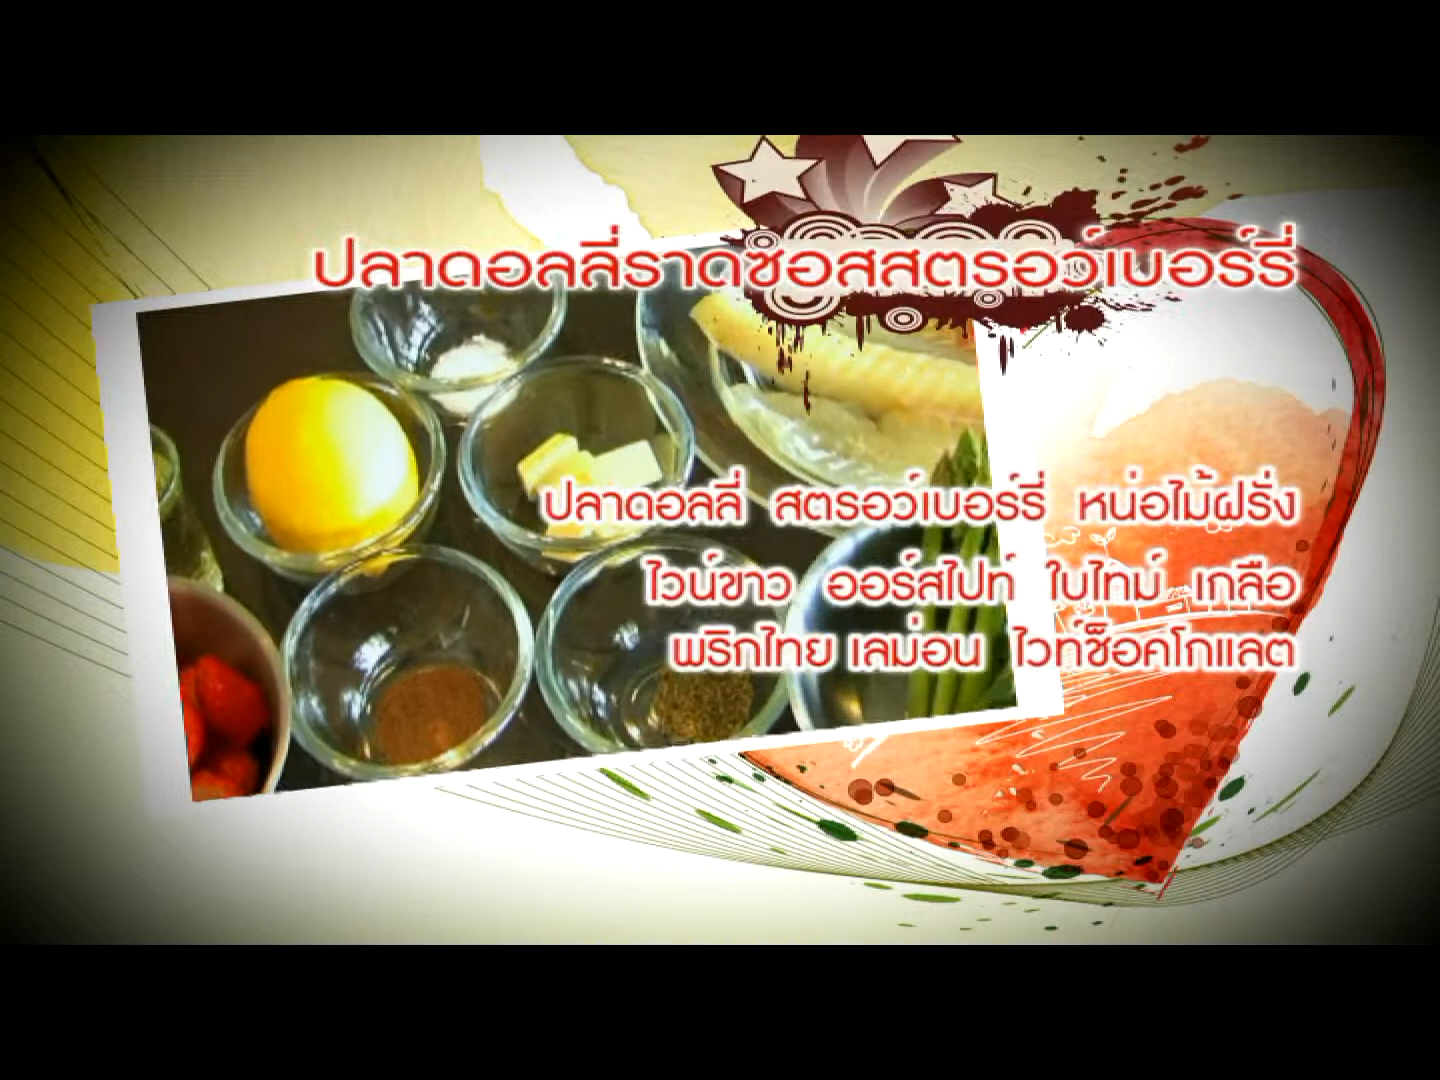 ปลาดอลลี่ราดซอสสตรอว์เบอร์รี่
ปลาดอลลี่ สตรอว์เบอร์รี่ หน่อไม้ฝรั่ง
ไวน์ขาว ออร์สไปท์ ใบไทม์ เกลือ
พริกไทย เลม่อน ไวท์ช็อคโกแลต